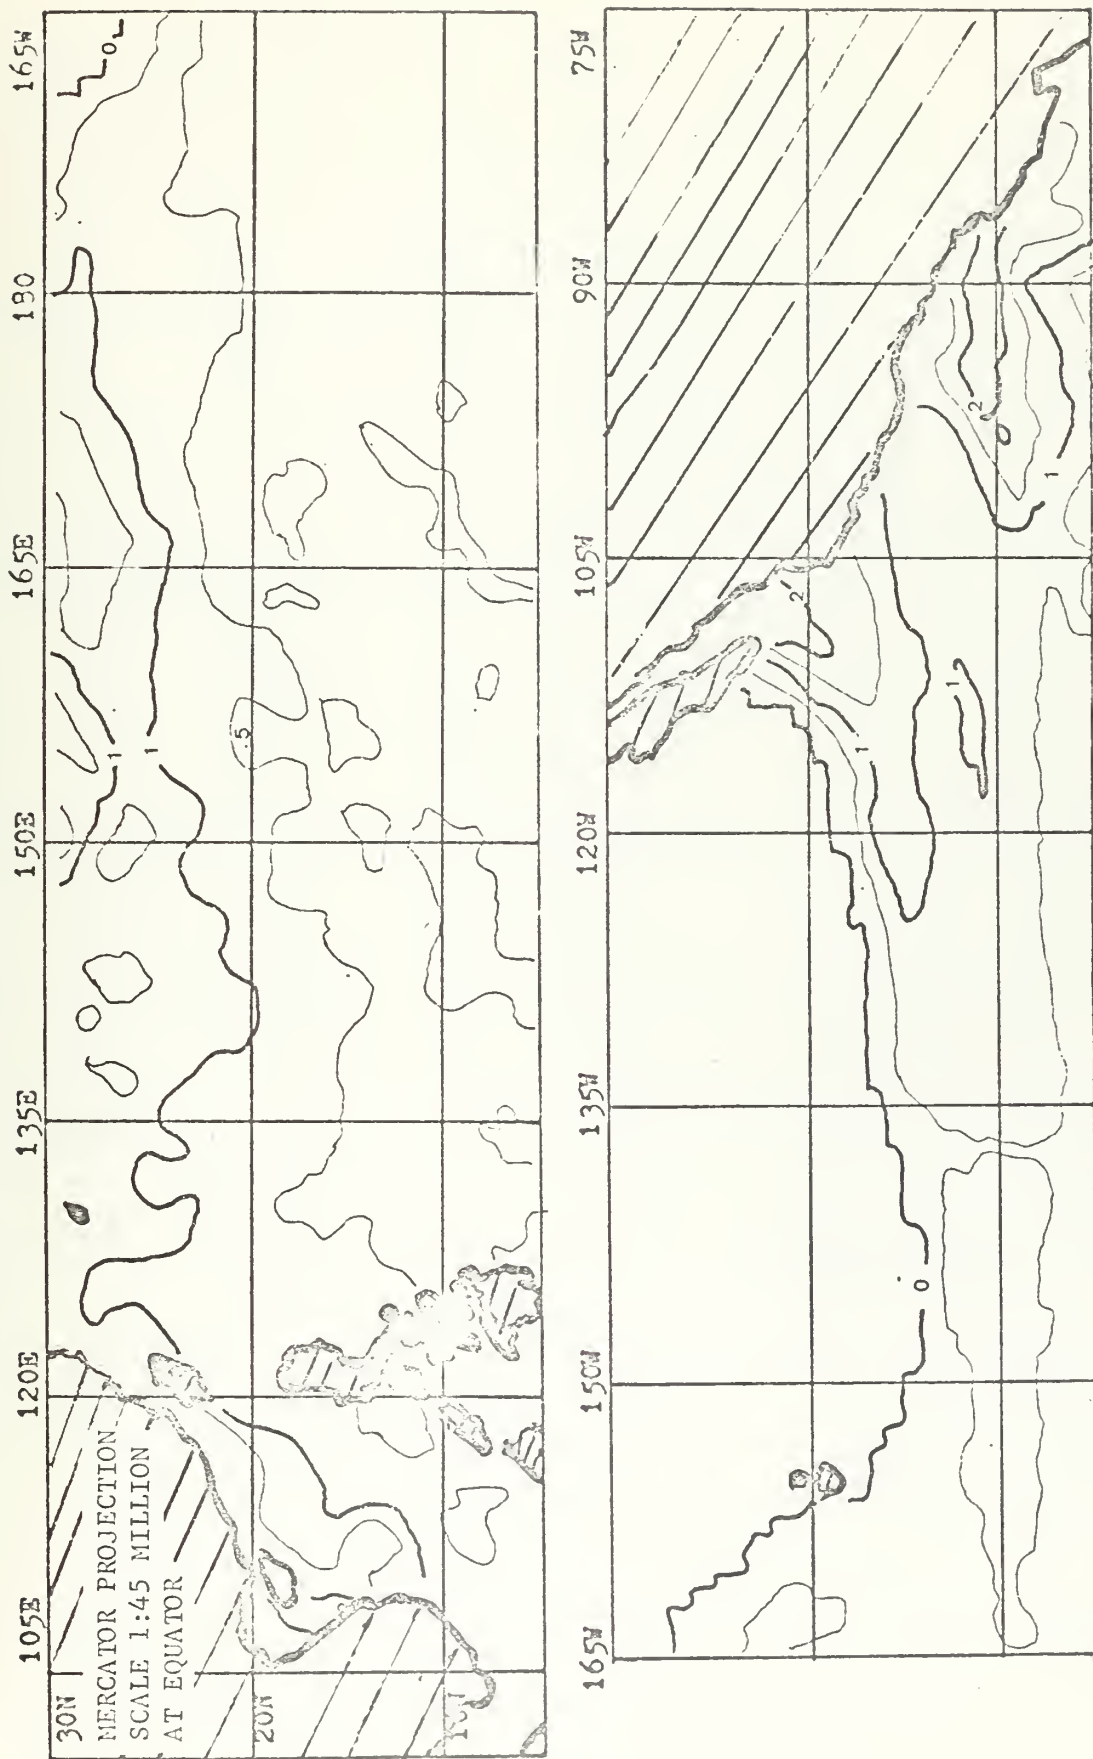 105E
120E
135E
150E
165E
180
165W
30N
MERCATOR PROJECTION
SCALE 1:45 MILLION
AT EQUATOR
20N
10N
0
1
1
.5
165W
150W
135W
120W
105W
90W
75W
0
1
1
2
2
1